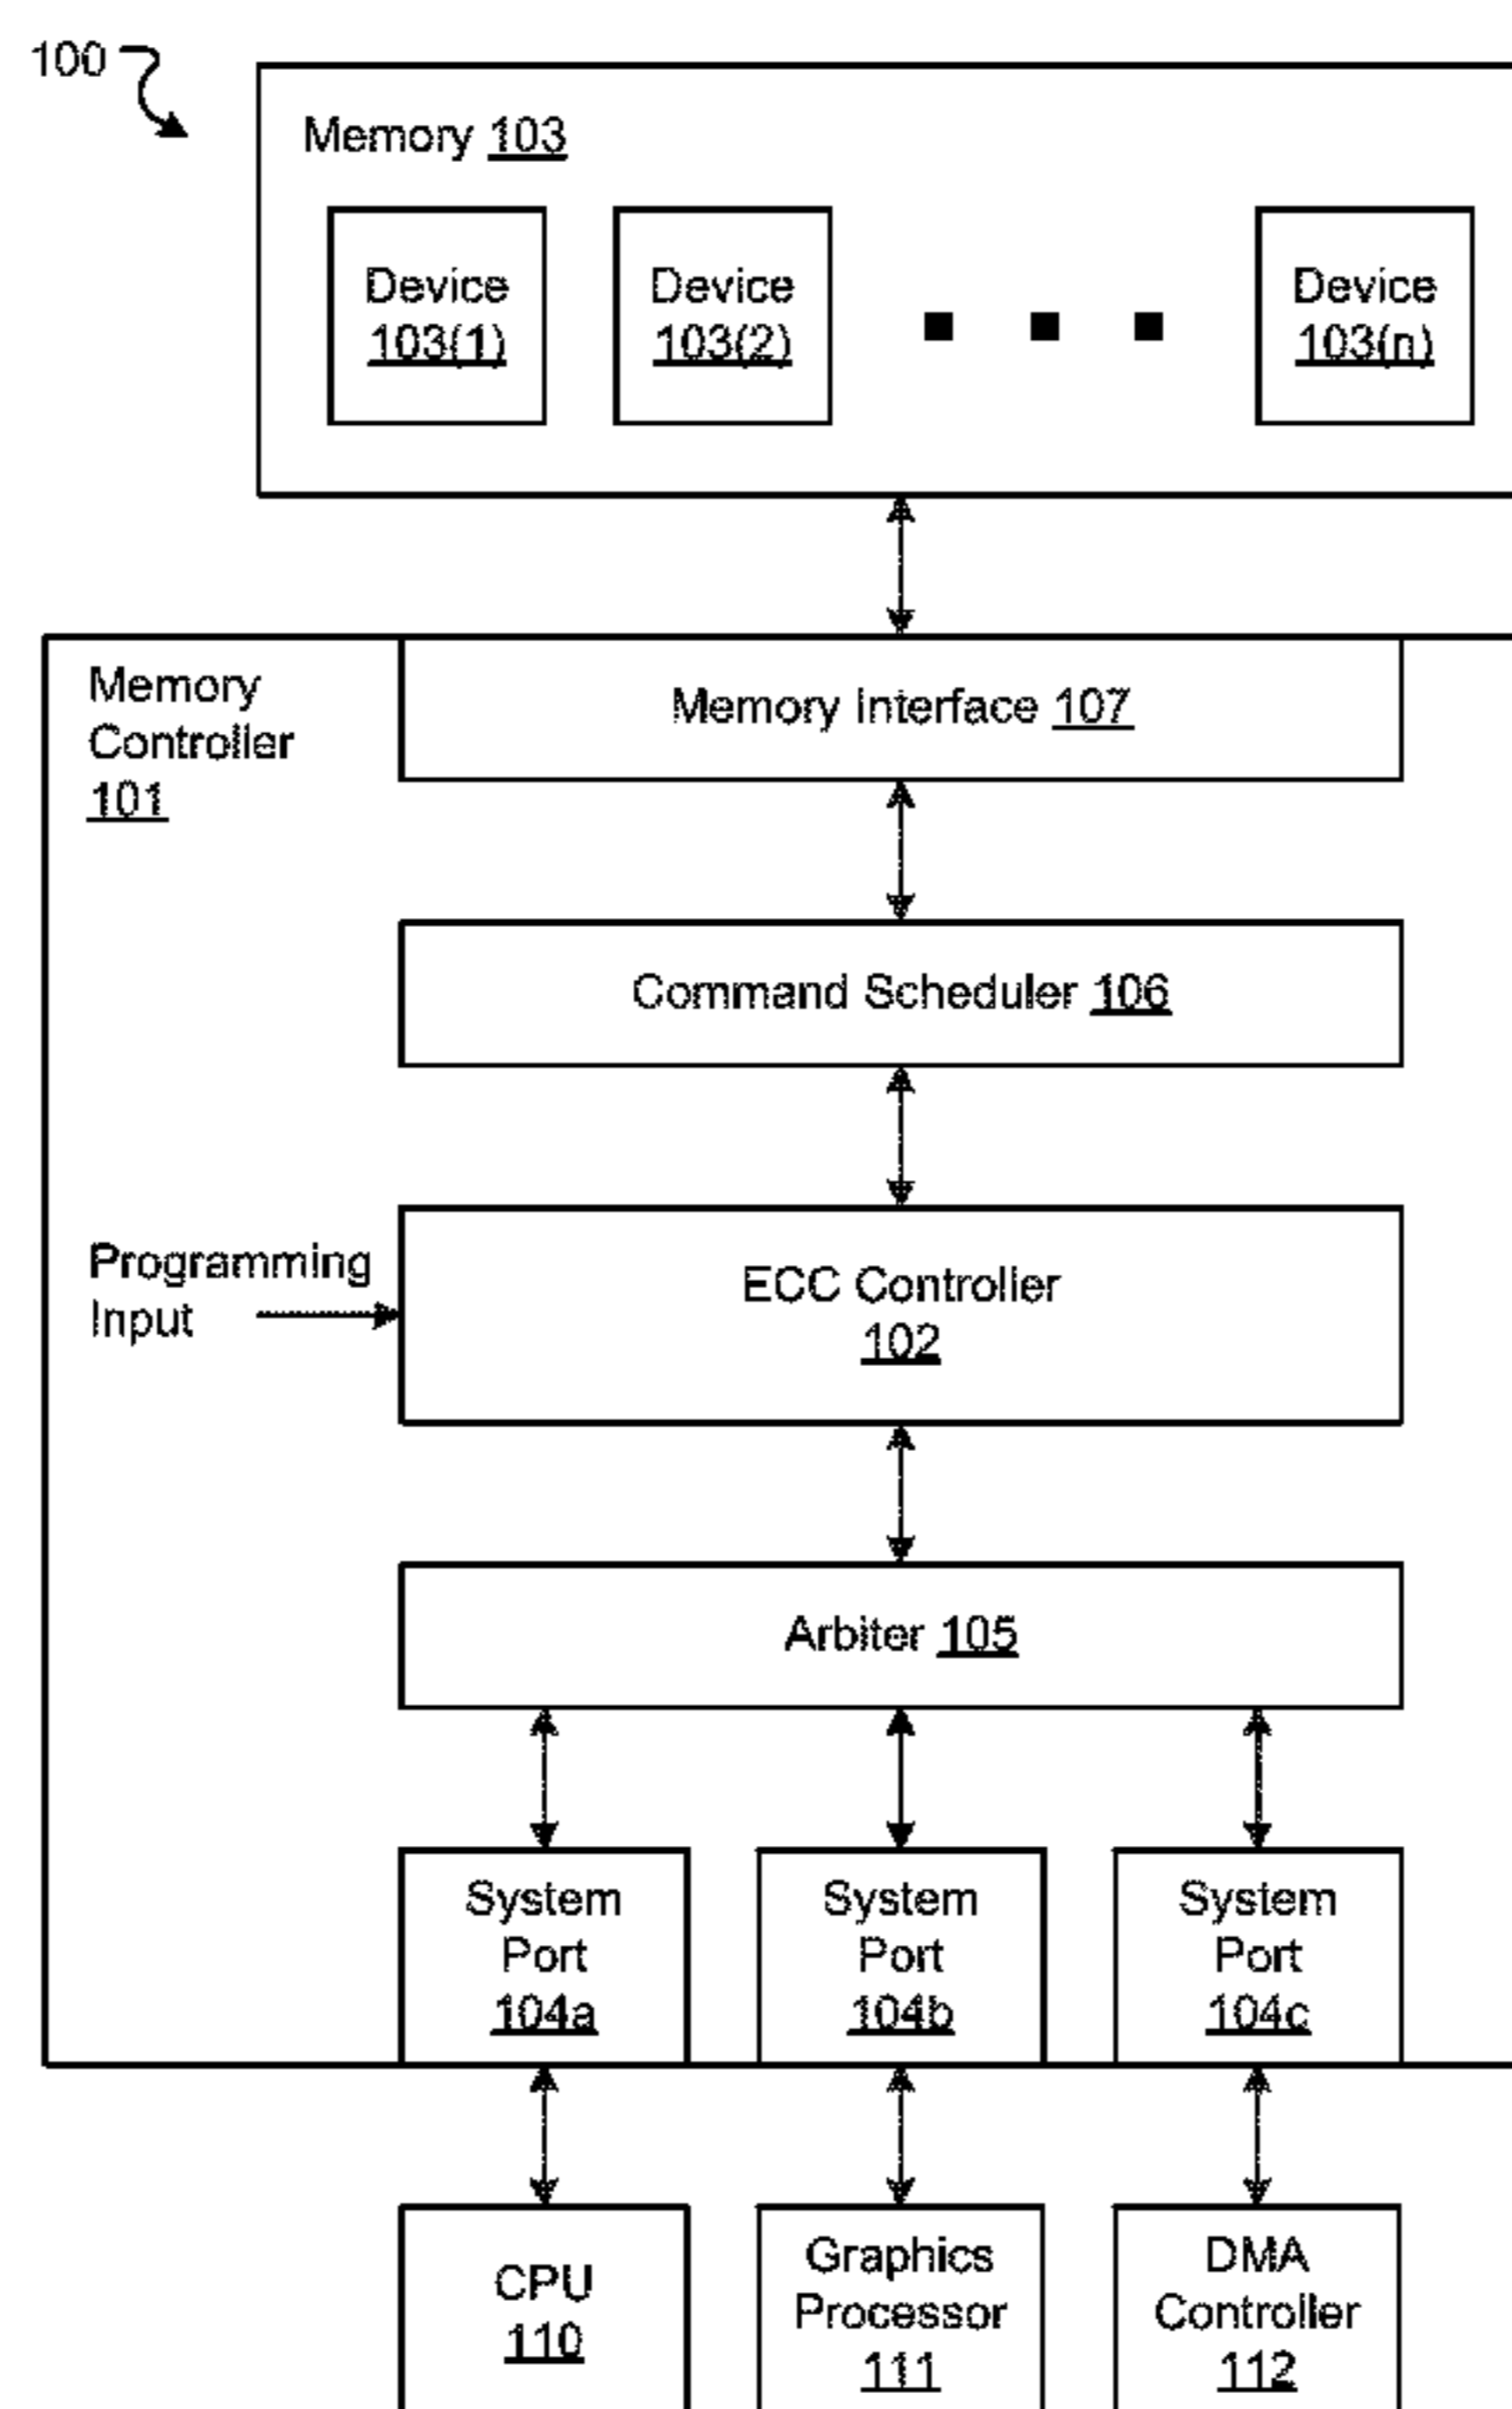 100
Memory 103
Device
103(1)
Device
103(2)
Device
103(n)
Memory
Controller
101
Memory Interface 107
Command Scheduler 106
Programming
Input
ECC Controller
102
Arbiter 105
System
Port
104a
System
Port
104b
System
Port
104c
CPU
110
Graphics
Processor
111
DMA
Controller
112